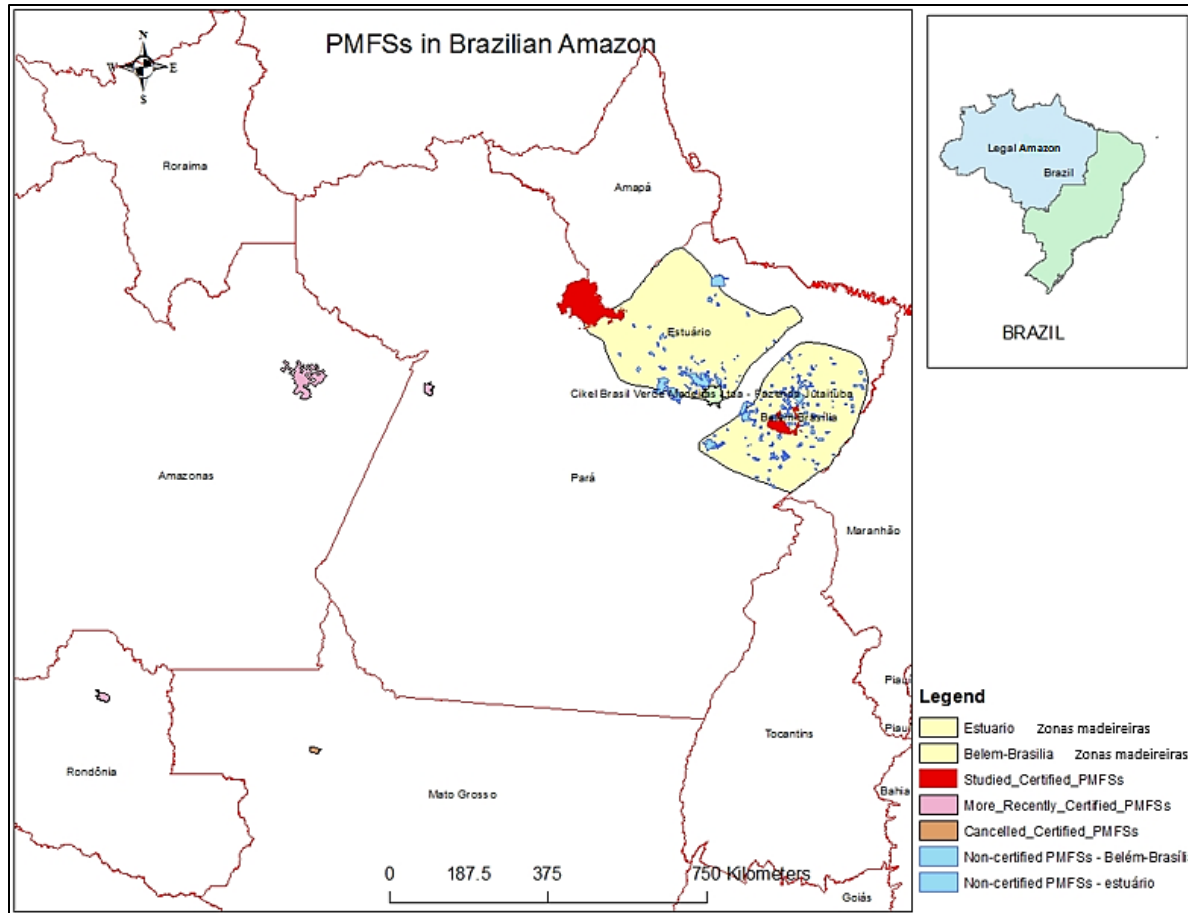 PMFSs in Brazilian Amazon
N
W E
S
Roraima
Amapá
Legal Amazon
Brazil
BRAZIL
Estuário
Cikel Brasil Verde Madeiras Ltda - Fazenda Jutaituba
Belém-Brasília
Amazonas
Pará
Maranhão
Piauí
Piauí
Tocantins
Rondônia
Mato Grosso
Bahia
Goiás
0 187.5 375 750 Kilometers
Legend
Estuario Zonas madeireiras
Belem-Brasilia Zonas madeireiras
Studied_Certified_PMFSs
More_Recently_Certified_PMFSs
Cancelled_Certified_PMFSs
Non-certified PMFSs - Belém-Brasíli
Non-certified PMFSs - estuário